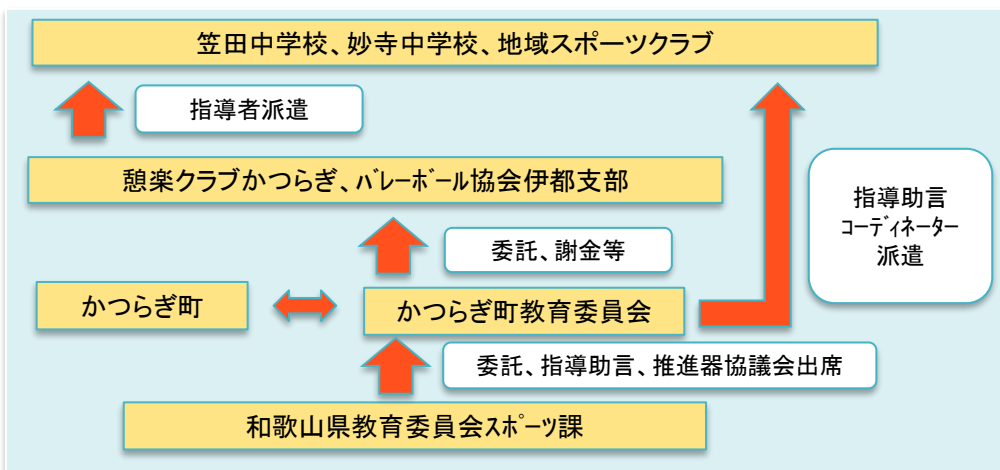 笠田中学校、妙寺中学校、地域スポーツクラブ
指導者派遣
憩楽クラブかつらぎ、ﾊﾞﾚｰﾎﾞｰﾙ協会伊都支部
指導助言
ｺｰﾃﾞｨﾈｰﾀｰ
派遣
委託、謝金等
かつらぎ町
かつらぎ町教育委員会
委託、指導助言、推進器協議会出席
和歌山県教育委員会ｽﾎﾟｰﾂ課